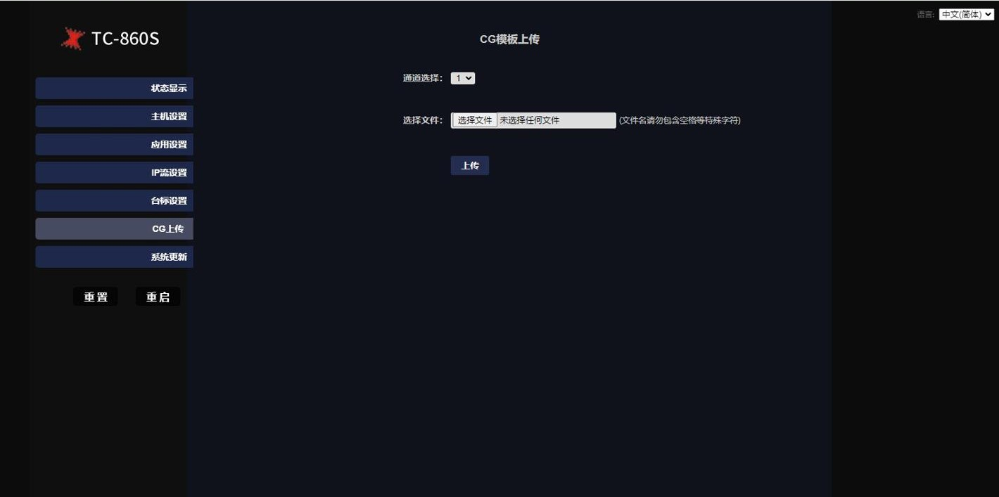 语言: 中文(简体)
TC-860S
CG模板上传
通道选择: 1
状态显示
主机设置
选择文件: 选择文件 未选择任何文件 (文件名请勿包含空格等特殊字符)
应用设置
上传
IP流设置
台标设置
CG上传
系统更新
重置 重启